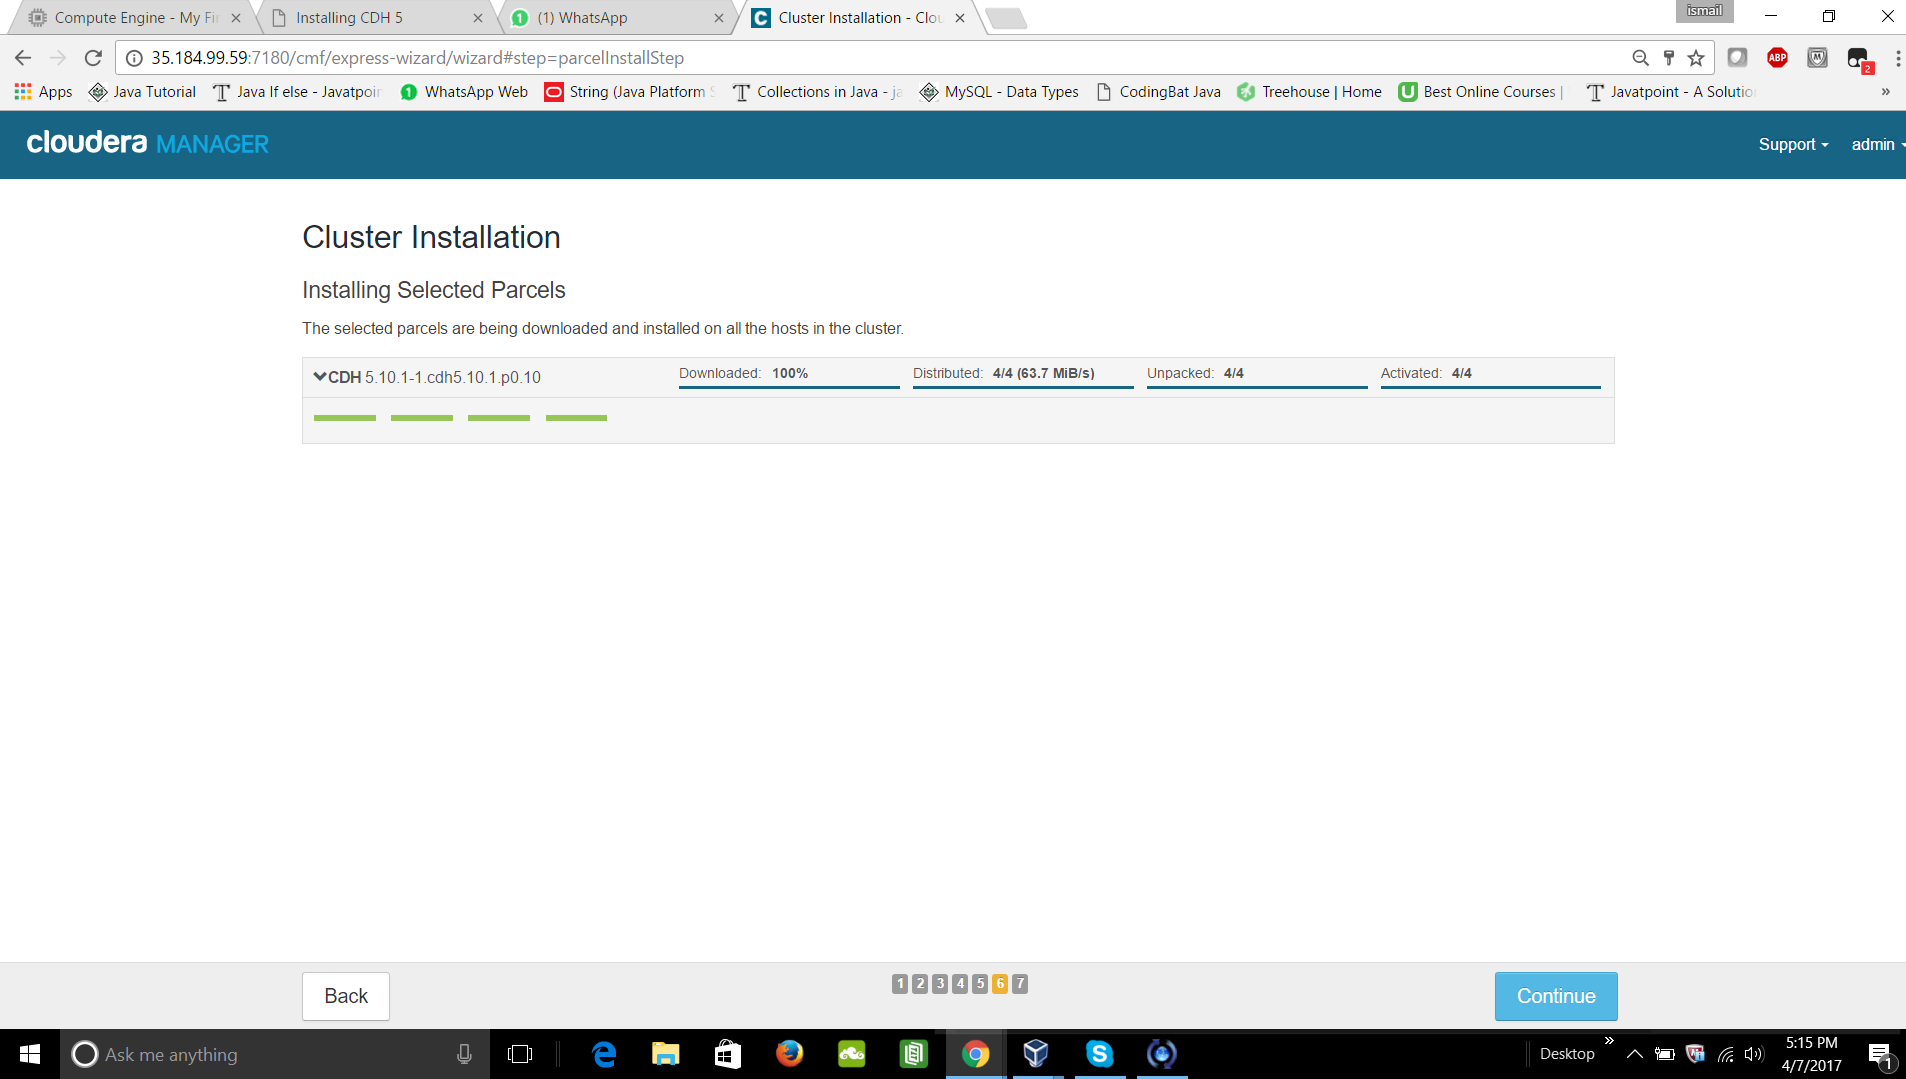 Compute Engine - My Fi
Installing CDH 5
(1) WhatsApp
Cluster Installation - Clou
ismail
35.184.99.59:7180/cmf/express-wizard/wizard#step=parcelInstallStep
ABP
2
Apps
Java Tutorial
Java If else - Javatpoin
WhatsApp Web
String (Java Platform S
Collections in Java - ja
MySQL - Data Types
CodingBat Java
Treehouse | Home
Best Online Courses |
Javatpoint - A Solutio
»
cloudera MANAGER
Support
admin
Cluster Installation
Installing Selected Parcels
The selected parcels are being downloaded and installed on all the hosts in the cluster.
CDH 5.10.1-1.cdh5.10.1.p0.10
Downloaded: 100%
Distributed: 4/4 (63.7 MiB/s)
Unpacked: 4/4
Activated: 4/4
Back
1 2 3 4 5 6 7
Continue
Ask me anything
Desktop
»
5:15 PM
4/7/2017
1